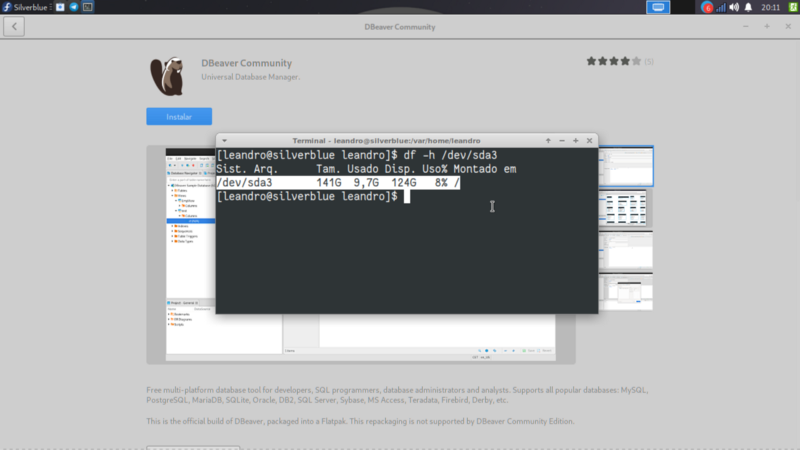 Silverblue
20:11
DBeaver Community
DBeaver Community
Universal Database Manager.
(5)
Instalar
Terminal - leandro@silverblue:/var/home/leandro
[leandro@silverblue leandro]$ df -h /dev/sda3
Sist. Arq. Tam. Usado Disp. Uso% Montado em
/dev/sda3 141G 9,7G 124G 8% /
[leandro@silverblue leandro]$
Free multi-platform database tool for developers, SQL programmers, database administrators and analysts. Supports all popular databases: MySQL,
PostgreSQL, MariaDB, SQLite, Oracle, DB2, SQL Server, Sybase, MS Access, Teradata, Firebird, Derby, etc.
This is the official build of DBeaver, packaged into a Flatpak. This repackaging is not supported by DBeaver Community Edition.